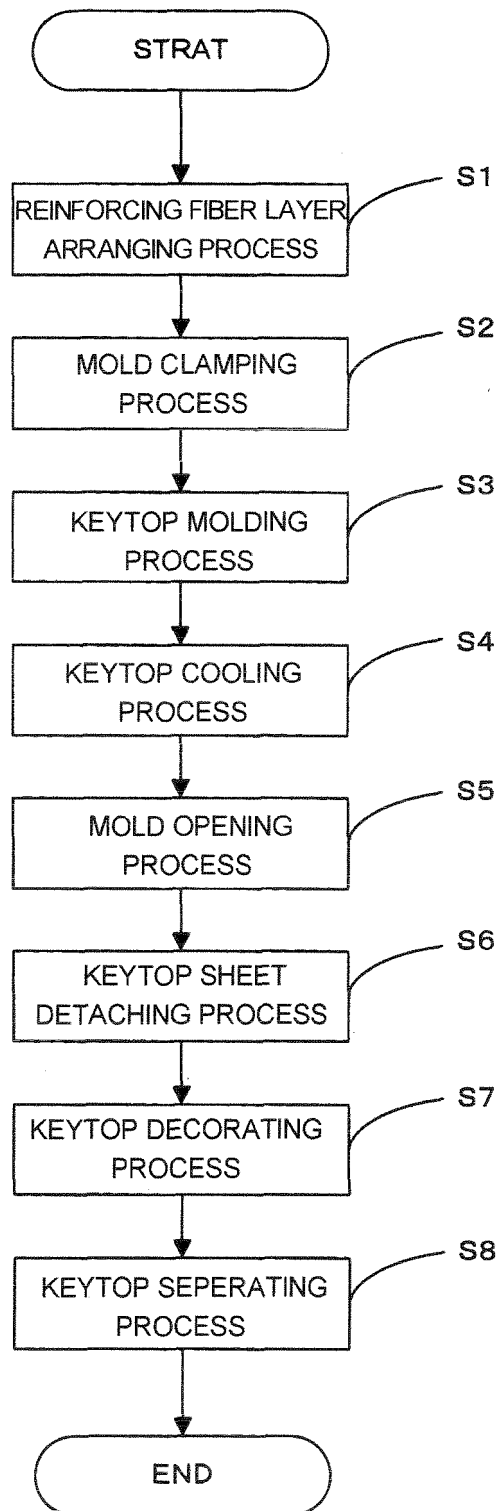 STRAT
S1
REINFORCING FIBER LAYER
ARRANGING PROCESS
S2
MOLD CLAMPING
PROCESS
S3
KEYTOP MOLDING
PROCESS
S4
KEYTOP COOLING
PROCESS
S5
MOLD OPENING
PROCESS
S6
KEYTOP SHEET
DETACHING PROCESS
S7
KEYTOP DECORATING
PROCESS
S8
KEYTOP SEPERATING
PROCESS
END